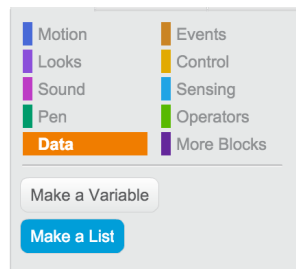 Motion Events
Looks Control
Sound Sensing
Pen Operators
Data More Blocks
Make a Variable
Make a List